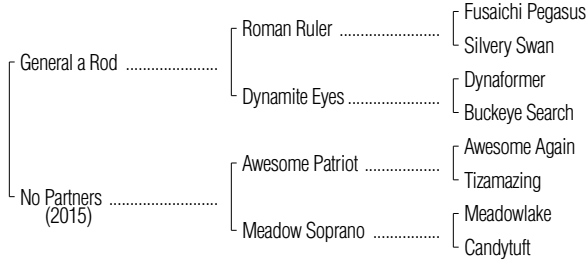 Fusaichi Pegasus
Roman Ruler ....................
Silvery Swan
General a Rod ....................
Dynaformer
Dynamite Eyes ....................
Buckeye Search
Awesome Again
Awesome Patriot ....................
Tizamazing
No Partners ....................
(2015)
Meadowlake
Meadow Soprano ....................
Candytuft